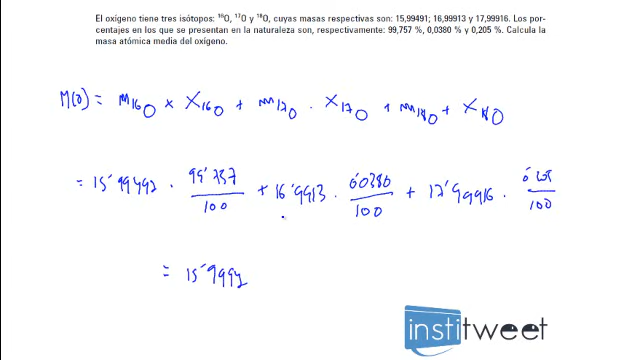 El oxígeno tiene tres isótopos: ¹⁶O, ¹⁷O y ¹⁸O, cuyas masas respectivas son: 15,99491; 16,99913 y 17,99916. Los por-
centajes en los que se presentan en la naturaleza son, respectivamente: 99,757 %, 0,0380 % y 0,205 %. Calcula la
masa atómica media del oxígeno.
M(O) = m16O × X16O + m17O · X17O + m18O + X18O
= 15'99492 · 99'757/100 + 16'9913 · 0'0380/100 + 17'99916 · 0'205/100
= 15'9994
institweet